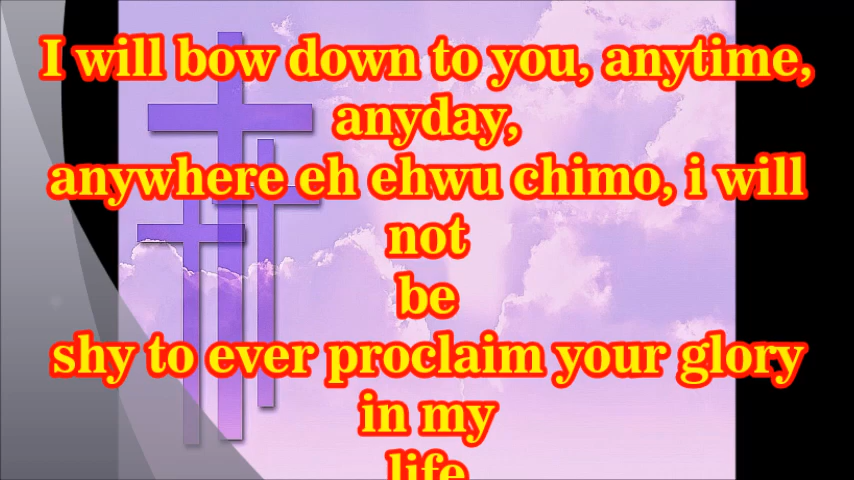 I will bow down to you, anytime,
anyday,
anywhere eh ehwu chimo, i will
not
be
shy to ever proclaim your glory
in my
life